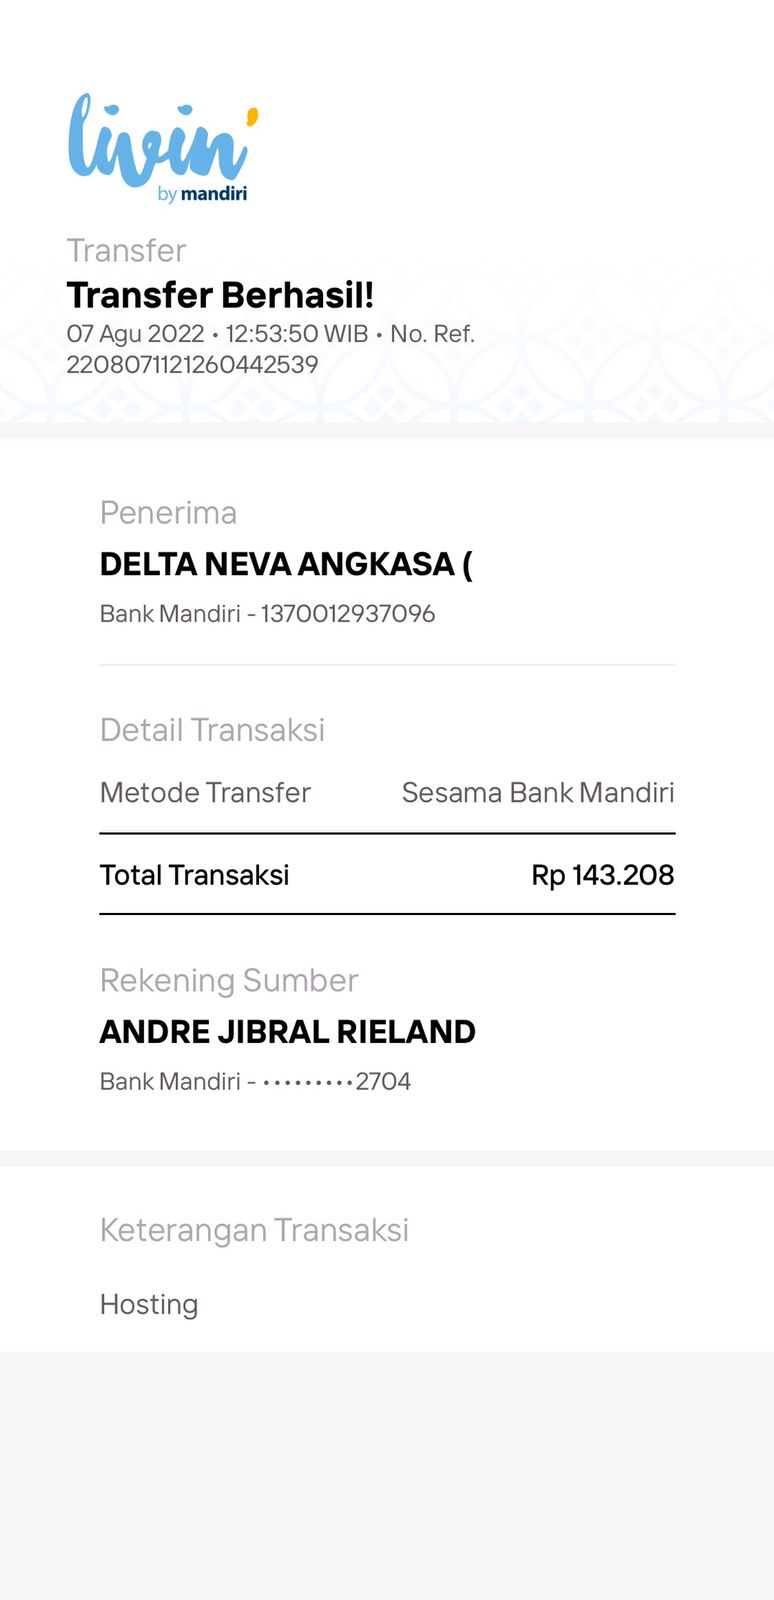 livin'
by mandiri
Transfer
Transfer Berhasil!
07 Agu 2022 • 12:53:50 WIB • No. Ref.
2208071121260442539
Penerima
DELTA NEVA ANGKASA (
Bank Mandiri - 1370012937096
Detail Transaksi
Metode Transfer Sesama Bank Mandiri
Total Transaksi Rp 143.208
Rekening Sumber
ANDRE JIBRAL RIELAND
Bank Mandiri - •••••••••2704
Keterangan Transaksi
Hosting